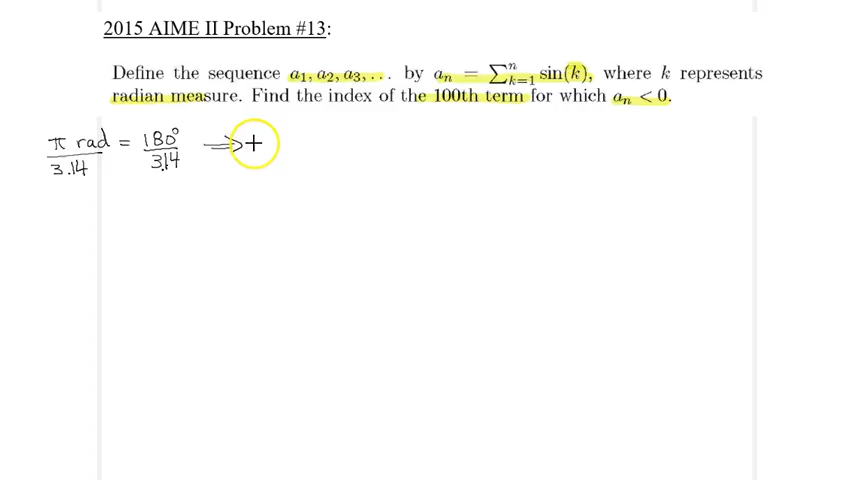 2015 AIME II Problem #13:
Define the sequence a₁, a₂, a₃, . . . by aₙ = ∑ⁿₖ₌₁ sin(k), where k represents
radian measure. Find the index of the 100th term for which aₙ < 0.
π rad = 180° ⇒
3.14 3.14